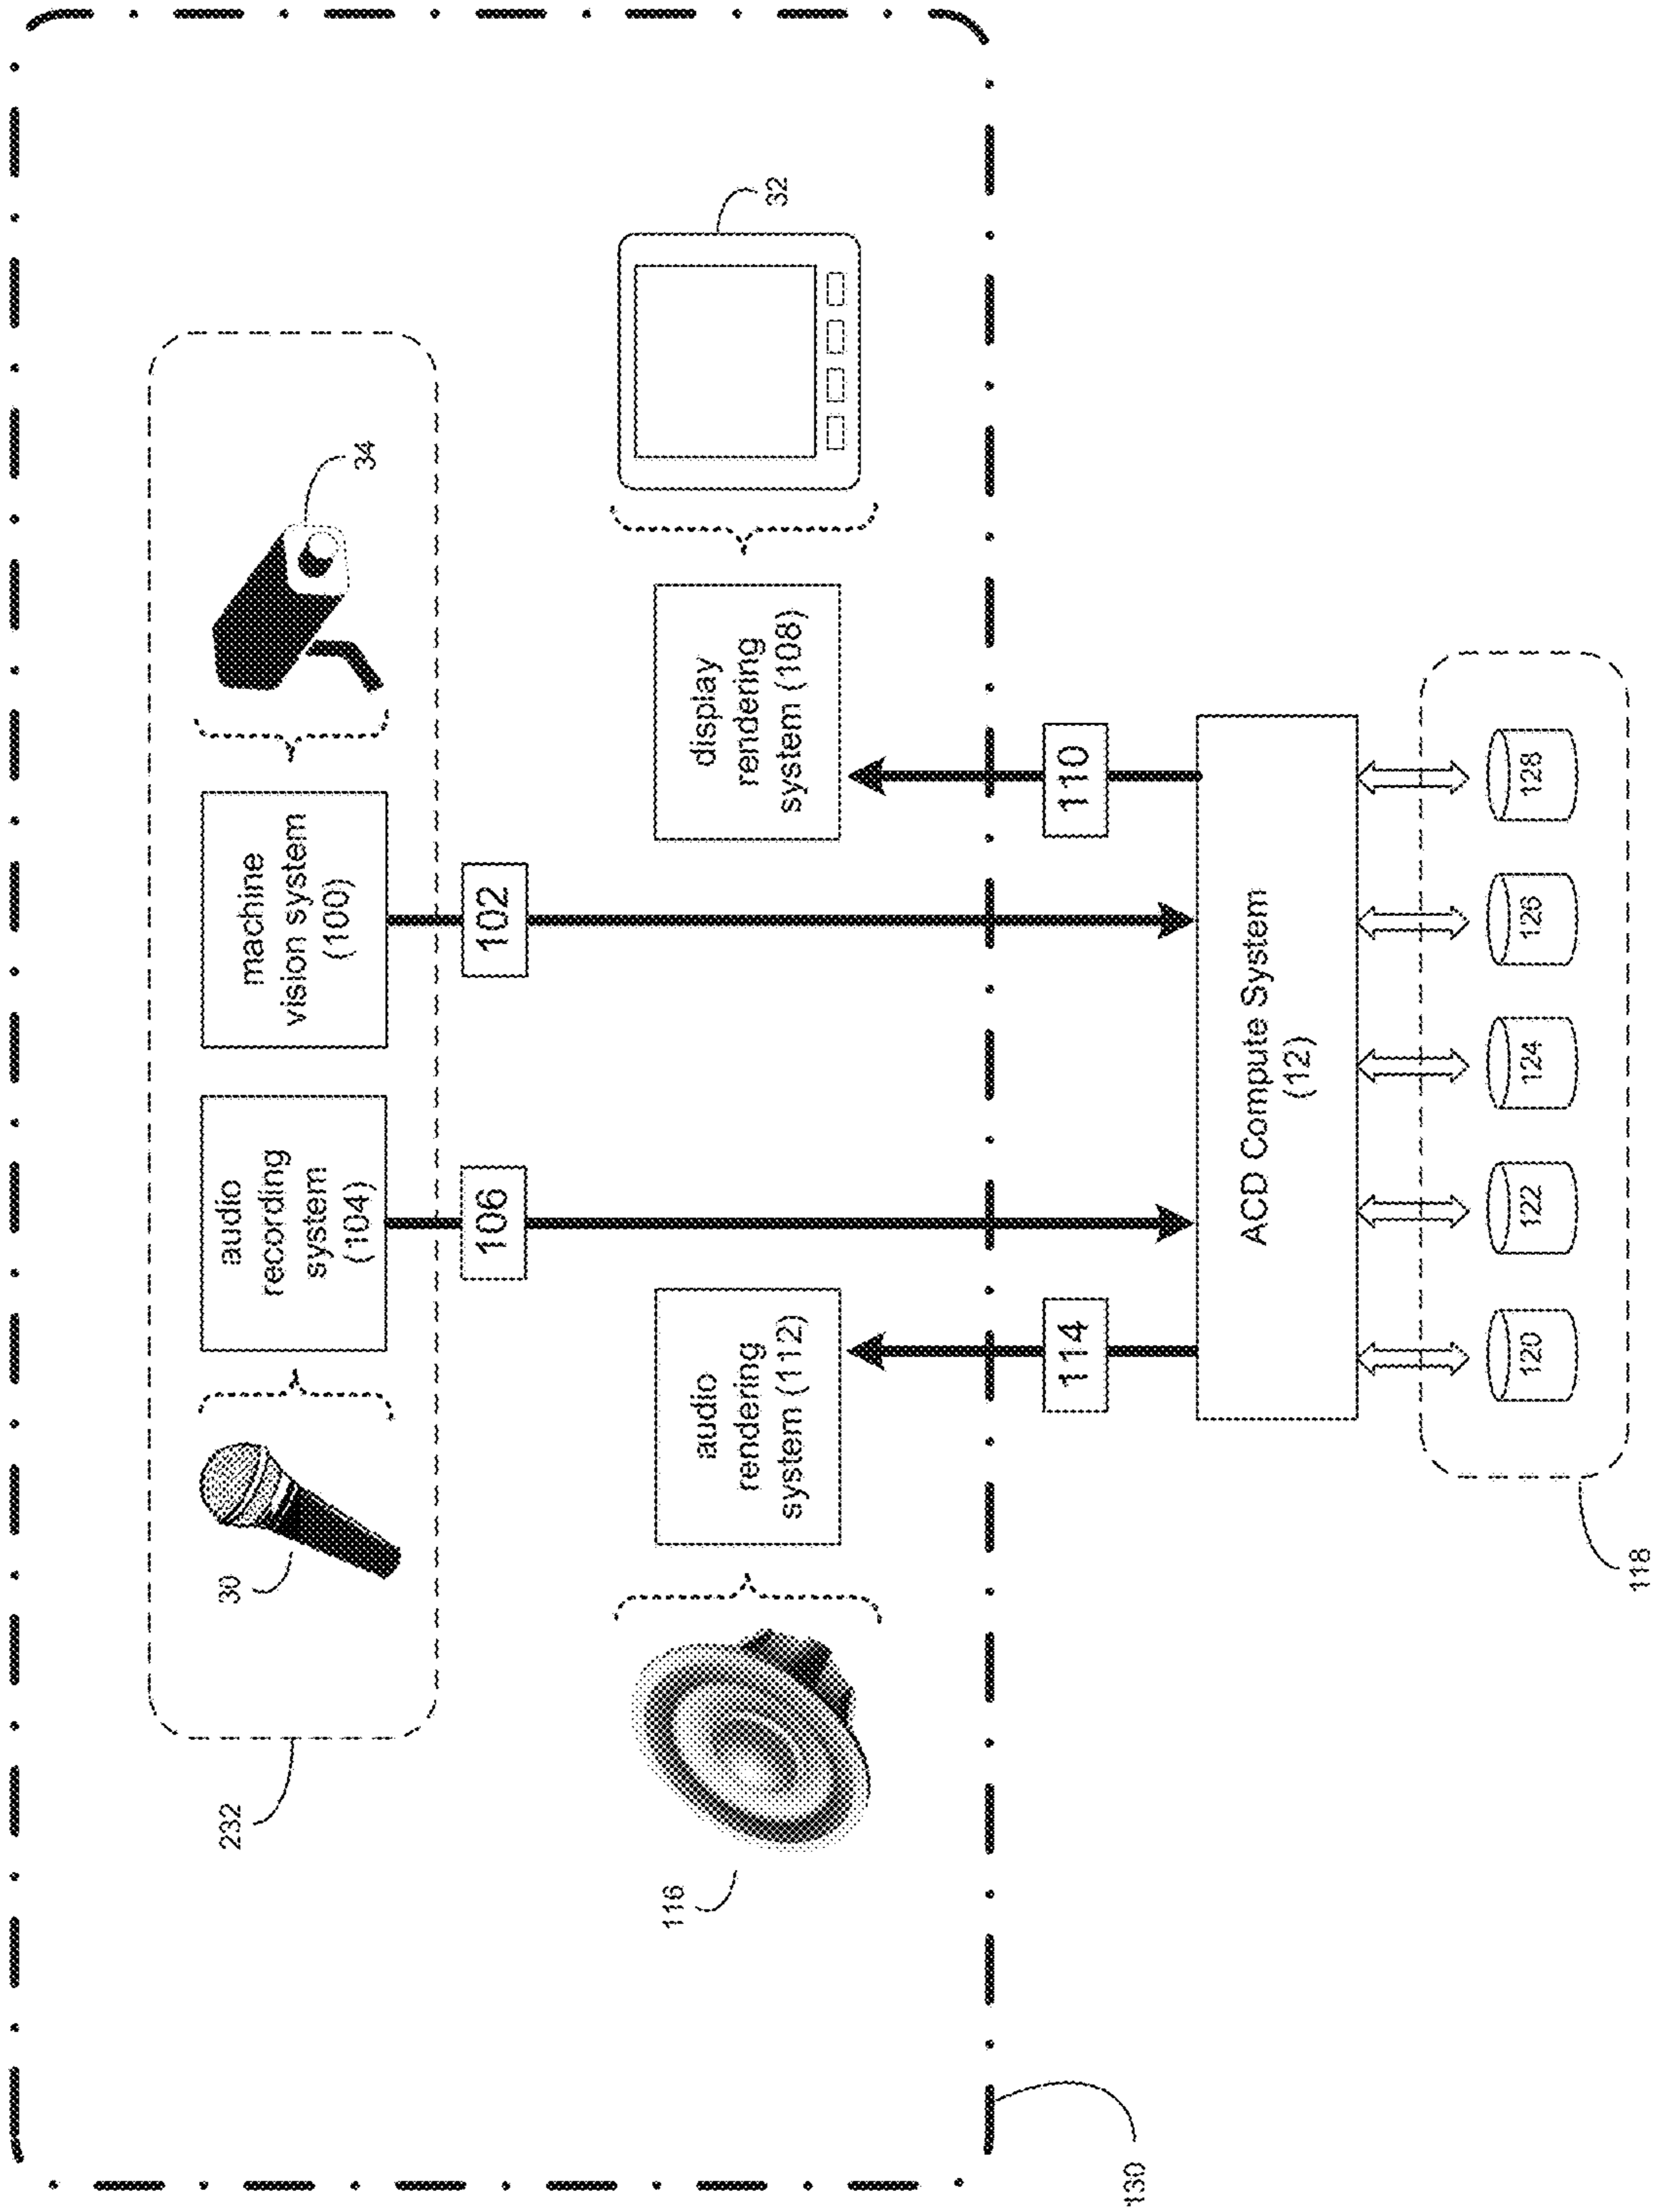 232
30
audio
recording
system
(104)
machine
vision system
(100)
34
106
102
116
audio
rendering
system (112)
display
rendering
system (108)
32
114
110
130
ACD Compute System
(12)
120
122
124
126
128
118